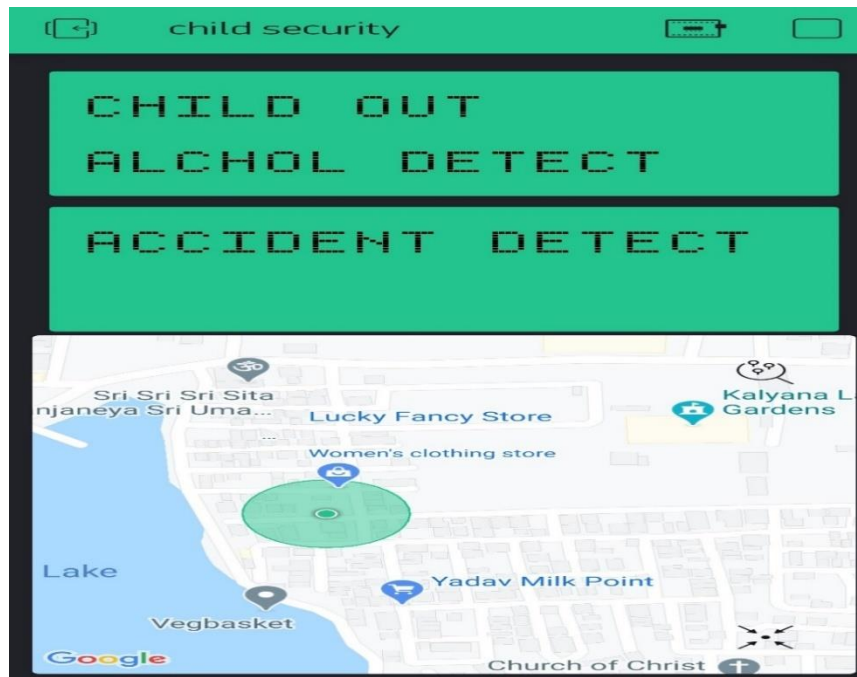 child security
CHILD OUT
ALCHOL DETECT
ACCIDENT DETECT
Sri Sri Sri Sita
njaneya Sri Uma...
...
Lucky Fancy Store
Women's clothing store
Kalyana L
Gardens
Lake
Yadav Milk Point
Vegbasket
Google
Church of Christ